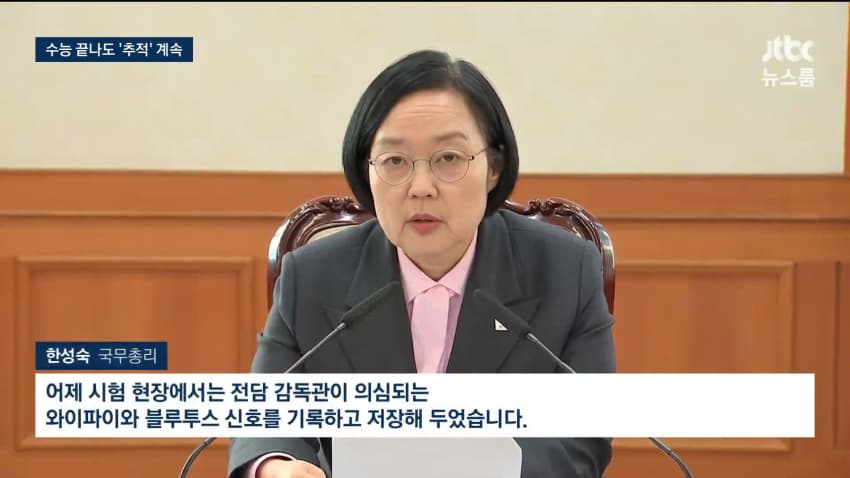 수능 끝나도 '추적' 계속
jtbc
뉴스룸
한성숙 국무총리
어제 시험 현장에서는 전담 감독관이 의심되는
와이파이와 블루투스 신호를 기록하고 저장해 두었습니다.